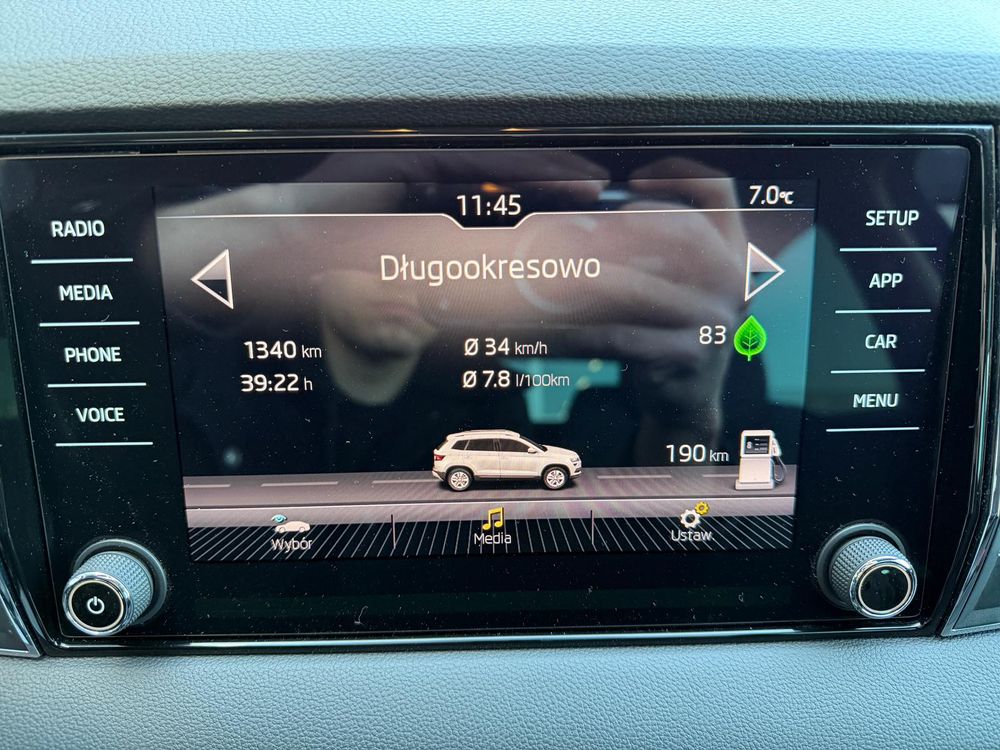 11:45
7.0°C
RADIO
MEDIA
PHONE
VOICE
Długookresowo
1340 km
39:22 h
Ø 34 km/h
Ø 7.8 l/100km
83
190 km
Wybór
Media
Ustaw
SETUP
APP
CAR
MENU